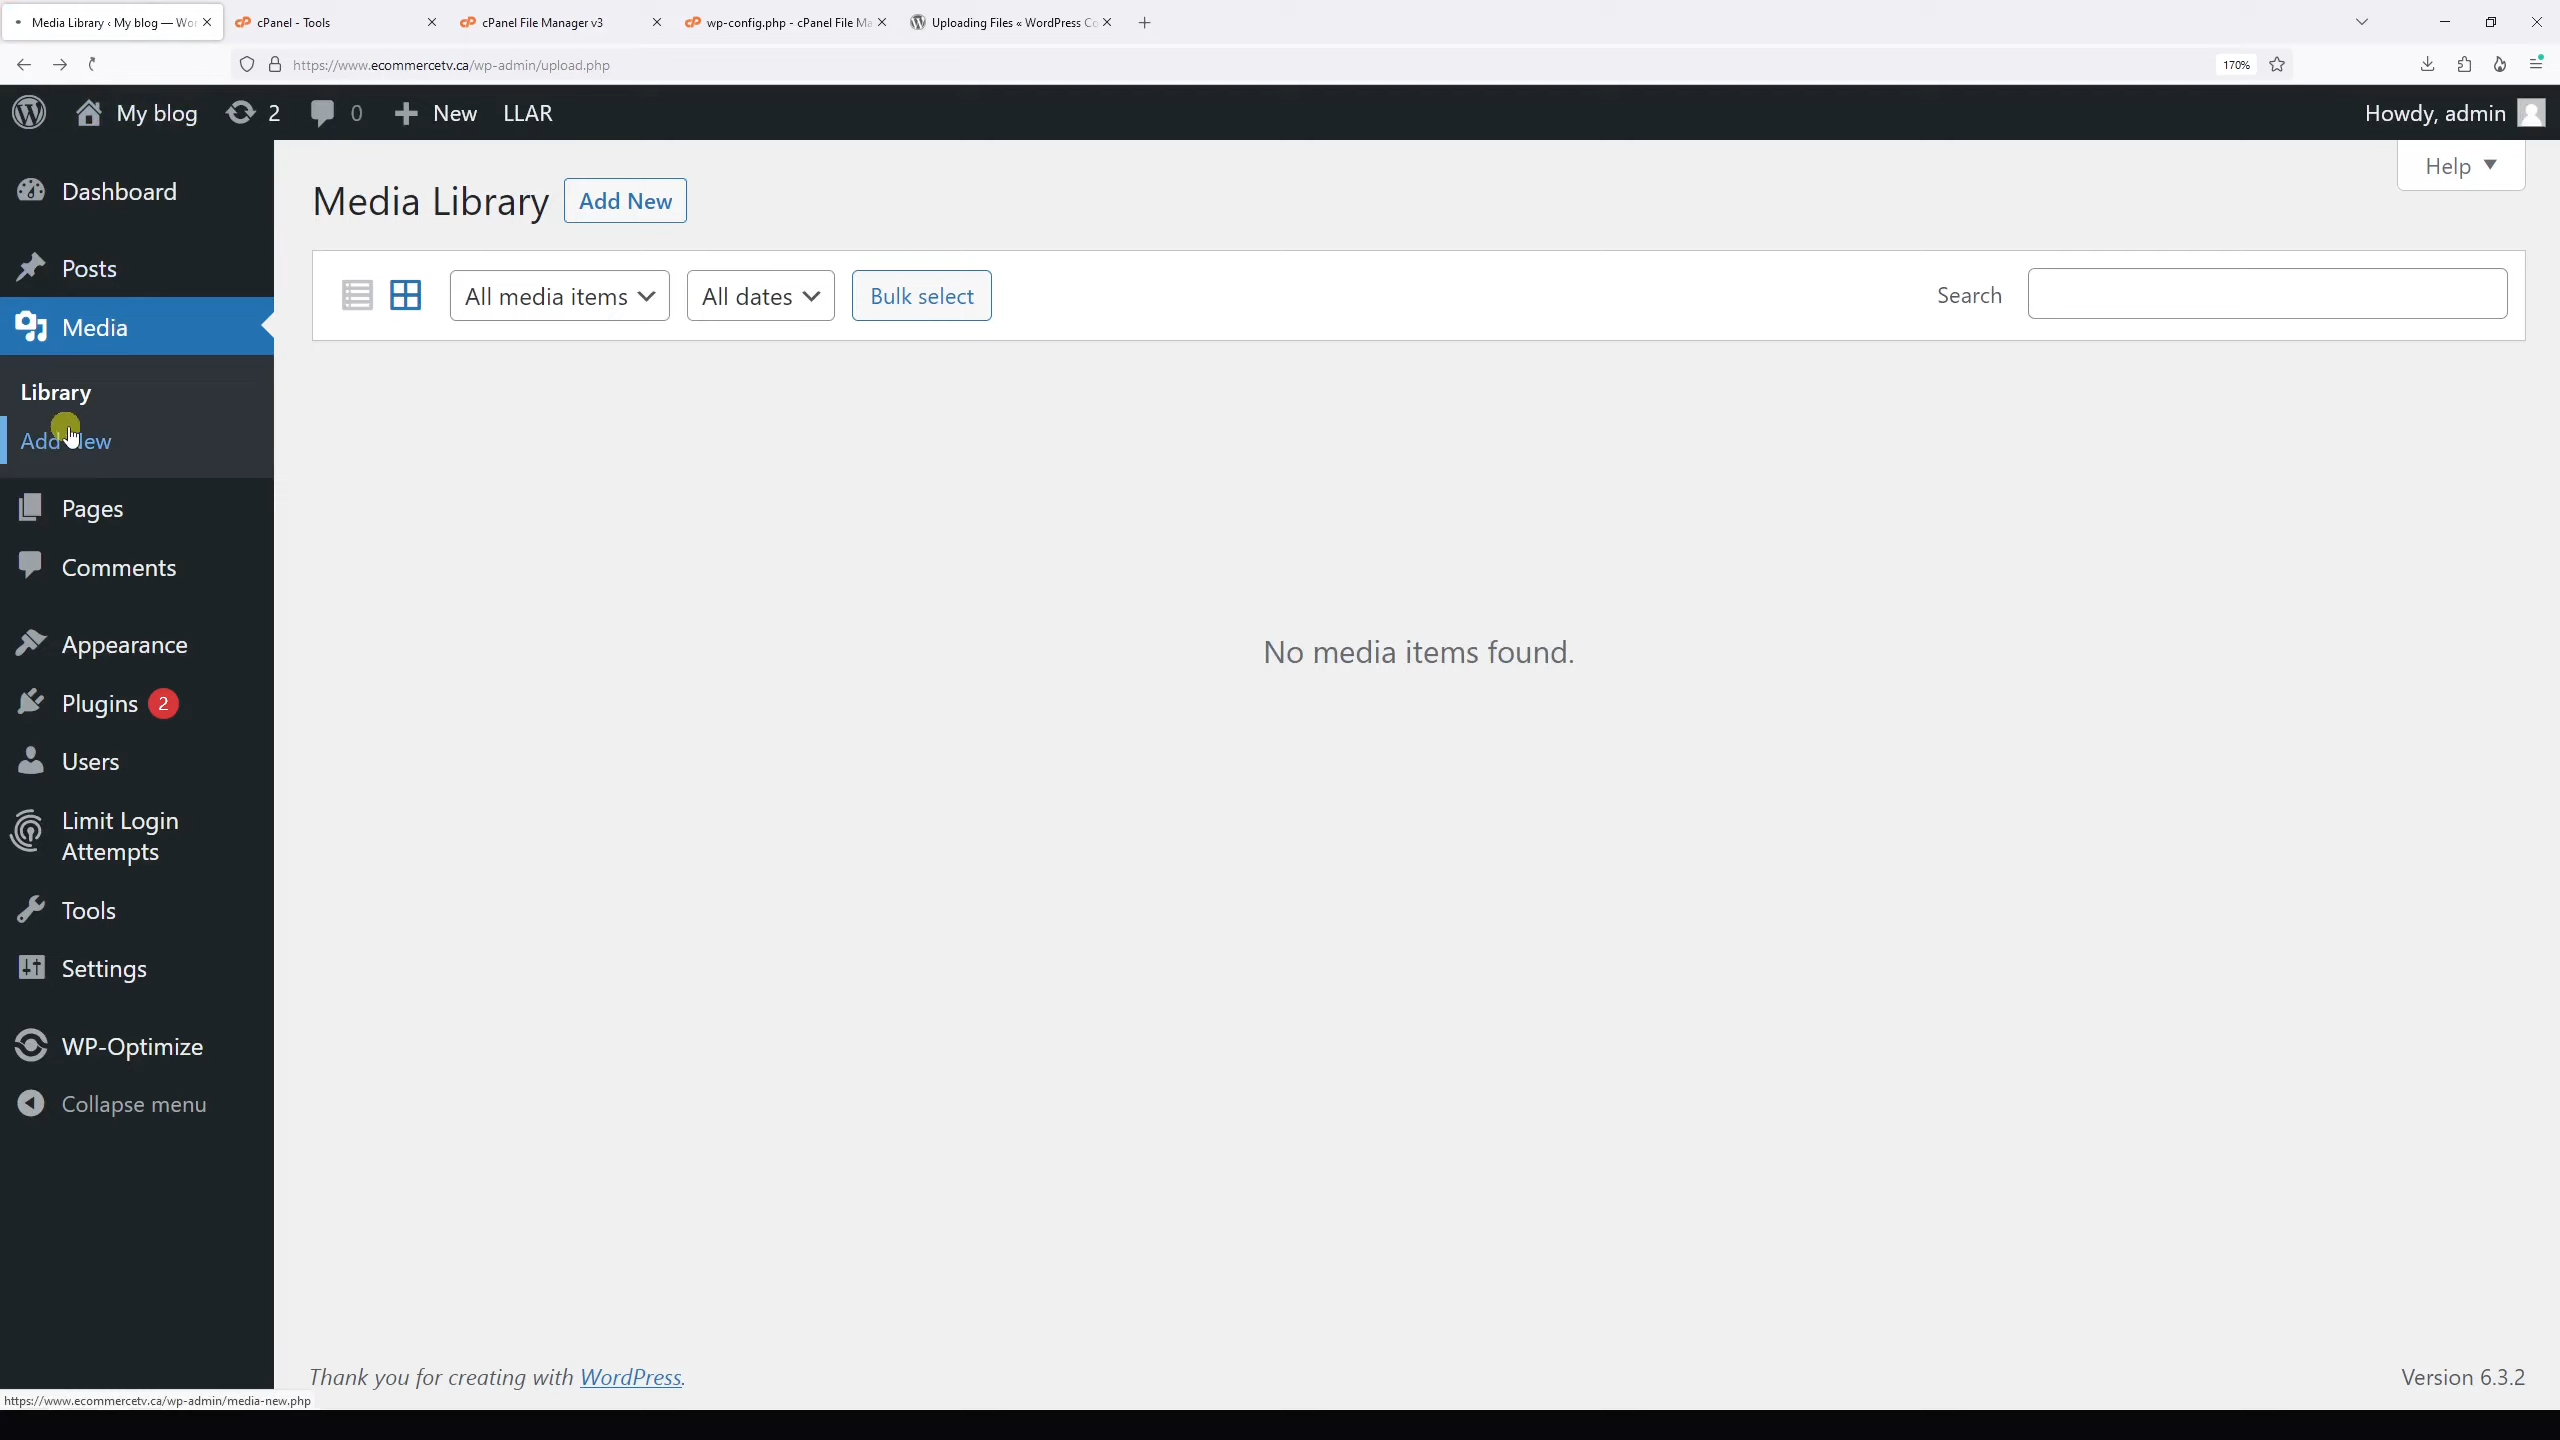 Media Library ‹ My blog — Wor
cPanel - Tools
cPanel File Manager v3
wp-config.php - cPanel File Ma
Uploading Files « WordPress Co
https://www.ecommercetv.ca/wp-admin/upload.php
170%
My blog
2
0
New
LLAR
Howdy, admin
Dashboard
Posts
Media
Library
Add New
Pages
Comments
Appearance
Plugins 2
Users
Limit Login
Attempts
Tools
Settings
WP-Optimize
Collapse menu
Help
Media Library
Add New
All media items
All dates
Bulk select
Search
No media items found.
Thank you for creating with WordPress.
Version 6.3.2
https://www.ecommercetv.ca/wp-admin/media-new.php